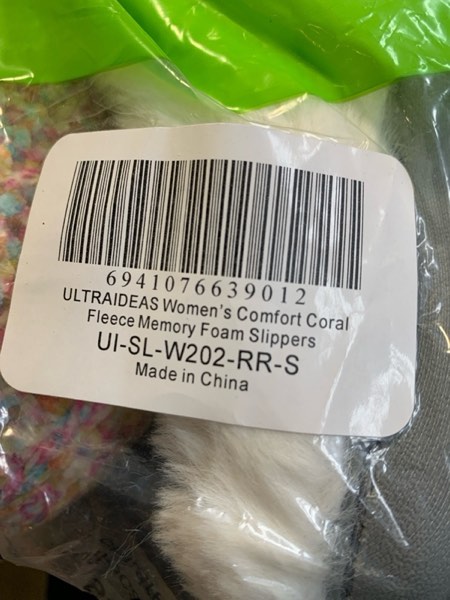 6941076639012
ULTRAIDEAS Women's Comfort Coral
Fleece Memory Foam Slippers
UI-SL-W202-RR-S
Made in China